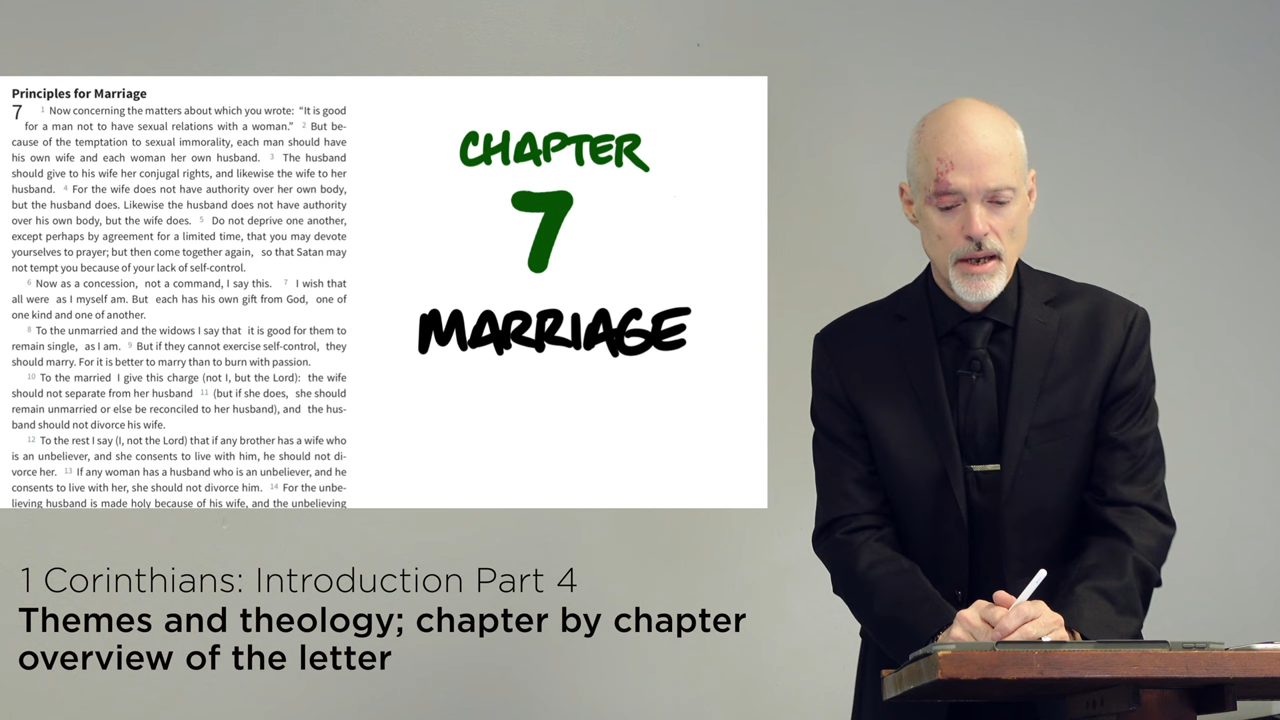 Principles for Marriage
7 1 Now concerning the matters about which you wrote: “It is good
for a man not to have sexual relations with a woman.” 2 But be-
cause of the temptation to sexual immorality, each man should have
his own wife and each woman her own husband. 3 The husband
should give to his wife her conjugal rights, and likewise the wife to her
husband. 4 For the wife does not have authority over her own body,
but the husband does. Likewise the husband does not have authority
over his own body, but the wife does. 5 Do not deprive one another,
except perhaps by agreement for a limited time, that you may devote
yourselves to prayer; but then come together again, so that Satan may
not tempt you because of your lack of self-control.
6 Now as a concession, not a command, I say this. 7 I wish that
all were as I myself am. But each has his own gift from God, one of
one kind and one of another.
8 To the unmarried and the widows I say that it is good for them to
remain single, as I am. 9 But if they cannot exercise self-control, they
should marry. For it is better to marry than to burn with passion.
10 To the married I give this charge (not I, but the Lord): the wife
should not separate from her husband 11 (but if she does, she should
remain unmarried or else be reconciled to her husband), and the hus-
band should not divorce his wife.
12 To the rest I say (I, not the Lord) that if any brother has a wife who
is an unbeliever, and she consents to live with him, he should not di-
vorce her. 13 If any woman has a husband who is an unbeliever, and he
consents to live with her, she should not divorce him. 14 For the unbe-
lieving husband is made holy because of his wife, and the unbelieving
CHAPTER
7
MARRIAGE
1 Corinthians: Introduction Part 4
Themes and theology; chapter by chapter
overview of the letter